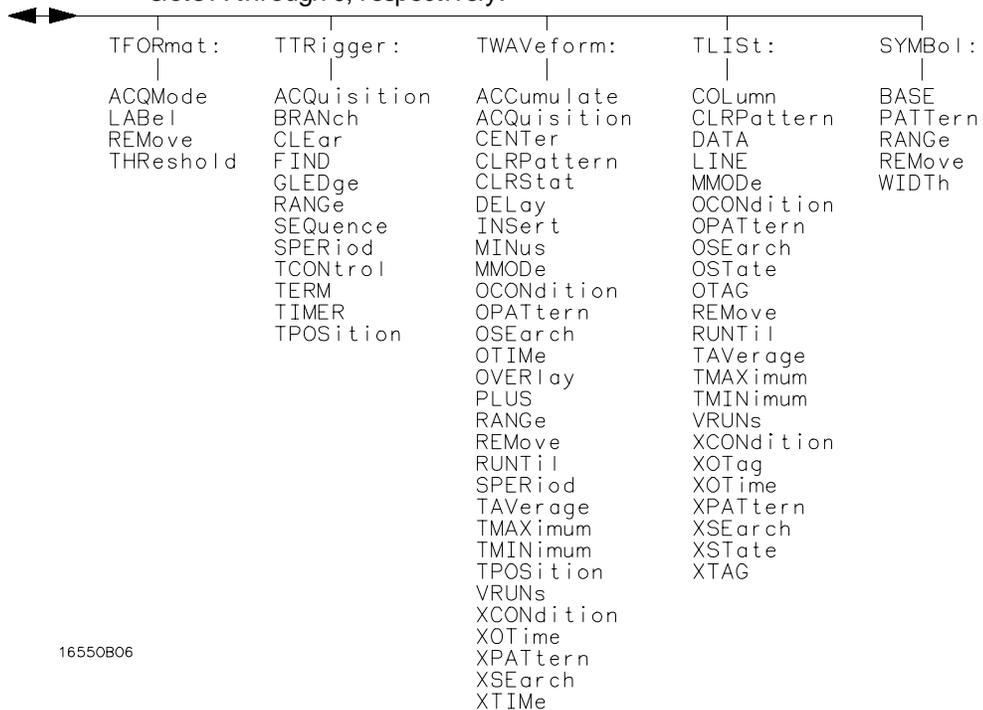 TFORmat: TTRigger: TWAVeform: TLISt: SYMBol:
ACQMode ACQuisition ACCumulate COLumn BASE
LABel BRANch ACQuisition CLRPattern PATTern
REMove CLEar CENTer DATA RANGe
THReshold FIND CLRPattern LINE REMove
GLEDge CLRStat MMODe WIDTh
RANGe DELay OCONdition
SEQuence INSert OPATtern
SPERiod MINus OSEarch
TCONtrol MMODe OSTate
TERM OCONdition OTAG
TIMER OPATtern REMove
TPOSition OSEarch RUNTil
OTIMe TAVerage
OVERlay TMAXimum
PLUS TMINimum
RANGe VRUNs
REMove XCONdition
RUNTil XOTag
SPERiod XOTime
TAVerage XPATtern
TMAXimum XSEarch
TMINimum XSTate
TPOSition XTAG
VRUNs
XCONdition
XOTime
16550B06
XPATtern
XSEarch
XTIMe